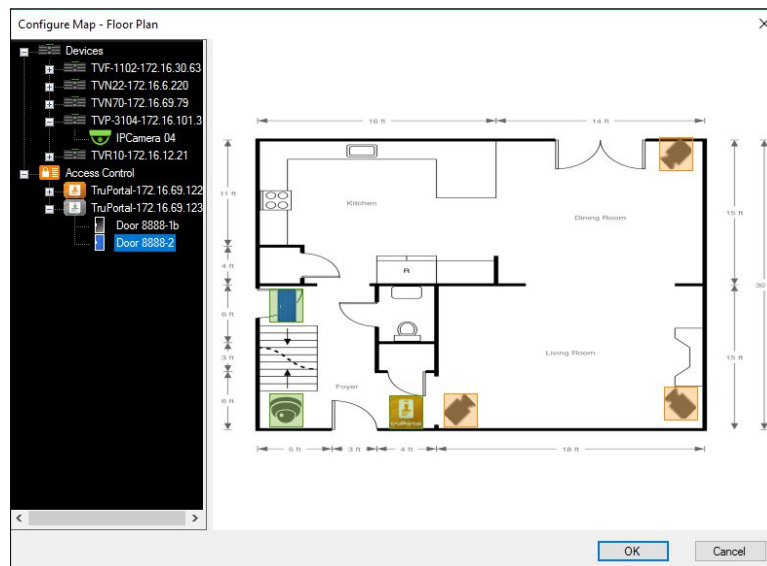 Configure Map - Floor Plan
Devices
TVF-1102-172.16.30.63
TVN22-172.16.6.220
TVN70-172.16.69.79
TVP-3104-172.16.101.3
IPCamera 04
TVR10-172.16.12.21
Access Control
TruPortal-172.16.69.122
TruPortal-172.16.69.123
Door 8888-1b
Door 8888-2
16 ft
14 ft
11 ft
Kitchen
Dining Room
15 ft
4 ft
R
30
6 ft
3 ft
Living Room
15 ft
Foyer
6 ft
truPortal
5 ft
3 ft
4 ft
18 ft
OK
Cancel